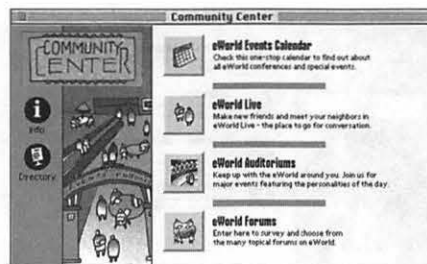 Community Center
COMMUNITY
CENTER
Info
Directory
EVENTS
eWorld Events Calendar
Check this one-stop calendar to find out about
all eWorld conferences and special events.
eWorld Live
Make new friends and meet your neighbors in
eWorld Live - the place to go for conversation.
eWorld Auditoriums
Keep up with the eWorld around you. Join us for
major events featuring the personalities of the day.
eWorld Forums
Enter here to survey and choose from
the many topical forums on eWorld.